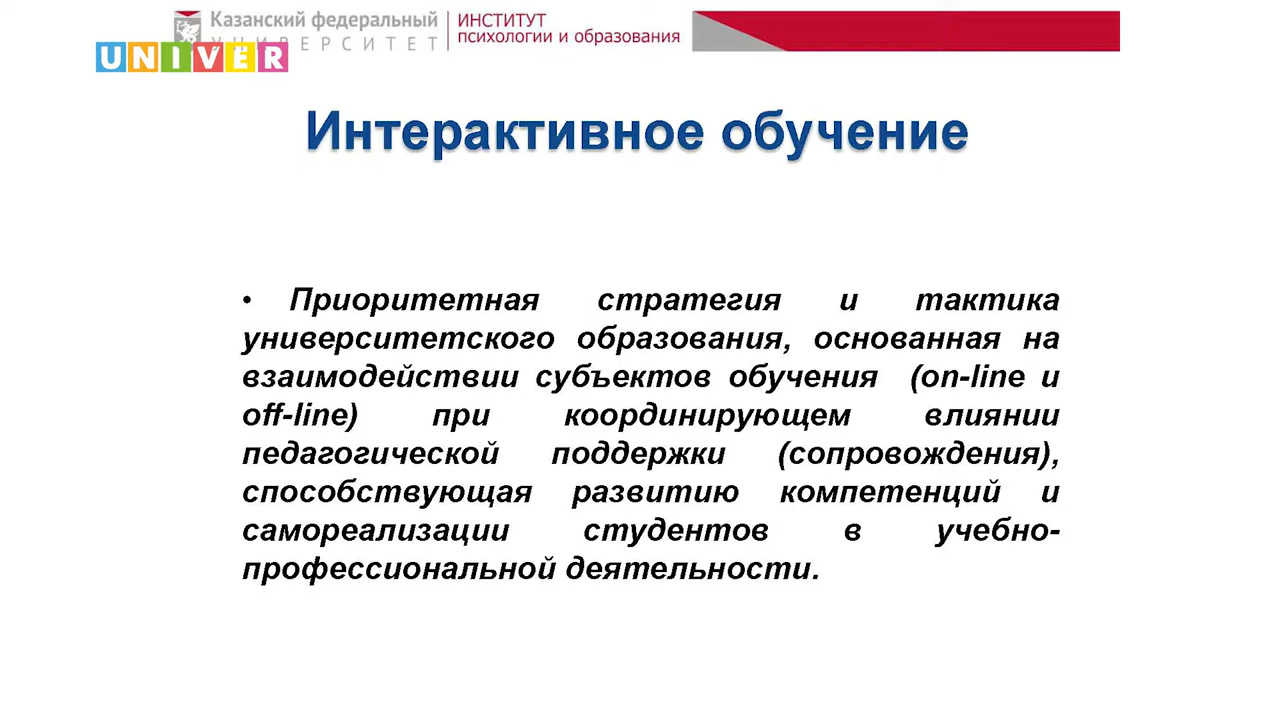 Казанский федеральный
УНИВЕРСИТЕТ
ИНСТИТУТ
психологии и образования
UNIVER
Интерактивное обучение
• Приоритетная стратегия и тактика
университетского образования, основанная на
взаимодействии субъектов обучения (on-line и
off-line) при координирующем влиянии
педагогической поддержки (сопровождения),
способствующая развитию компетенций и
самореализации студентов в учебно-
профессиональной деятельности.